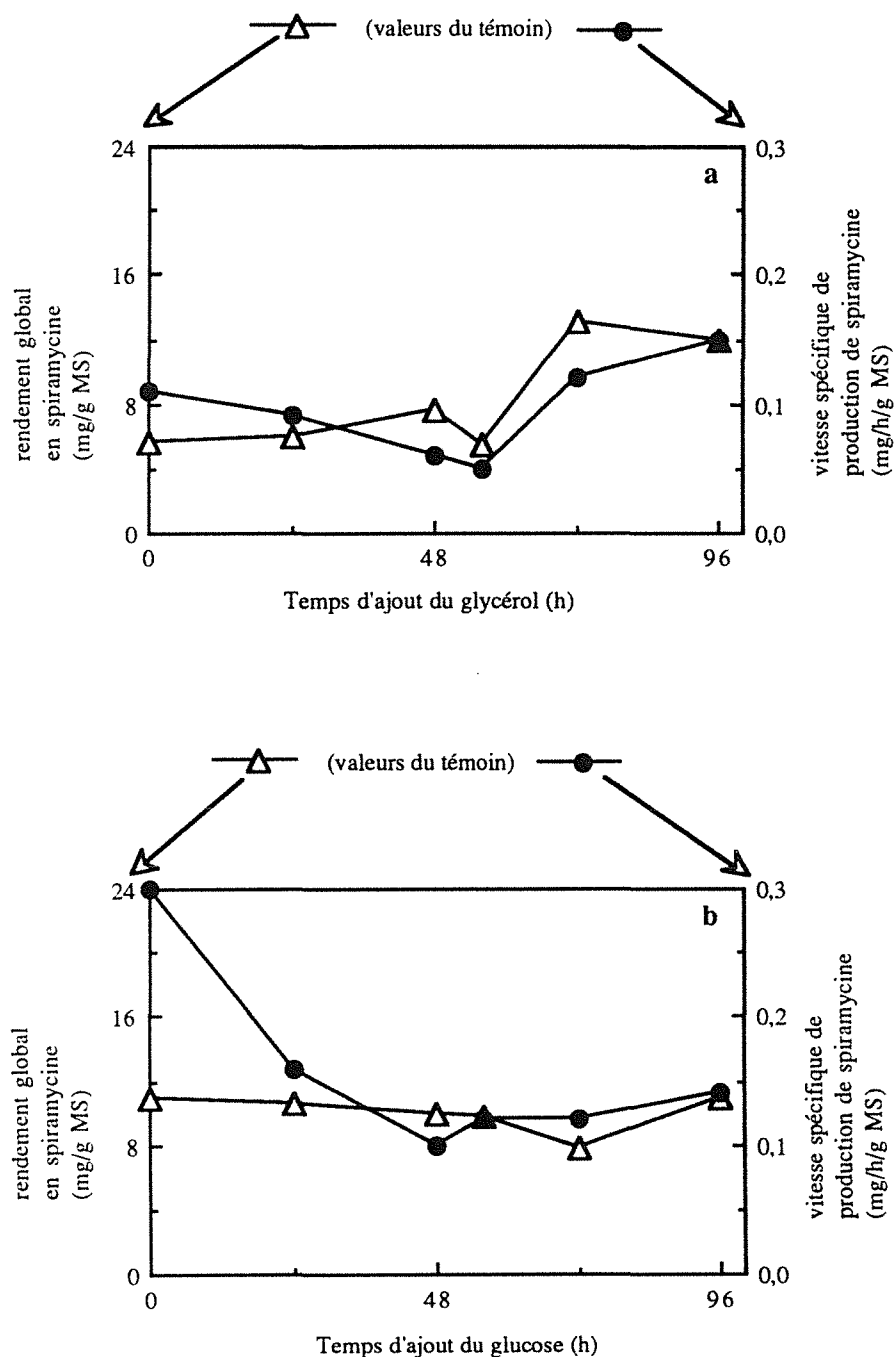 (valeurs du témoin)
24
16
8
0
a
0,3
0,2
0,1
0,0
rendement global
en spiramycine
(mg/g MS)
vitesse spécifique de
production de spiramycine
(mg/h/g MS)
0
48
96
Temps d'ajout du glycérol (h)
(valeurs du témoin)
24
16
8
0
b
0,3
0,2
0,1
0,0
rendement global
en spiramycine
(mg/g MS)
vitesse spécifique de
production de spiramycine
(mg/h/g MS)
0
48
96
Temps d'ajout du glucose (h)